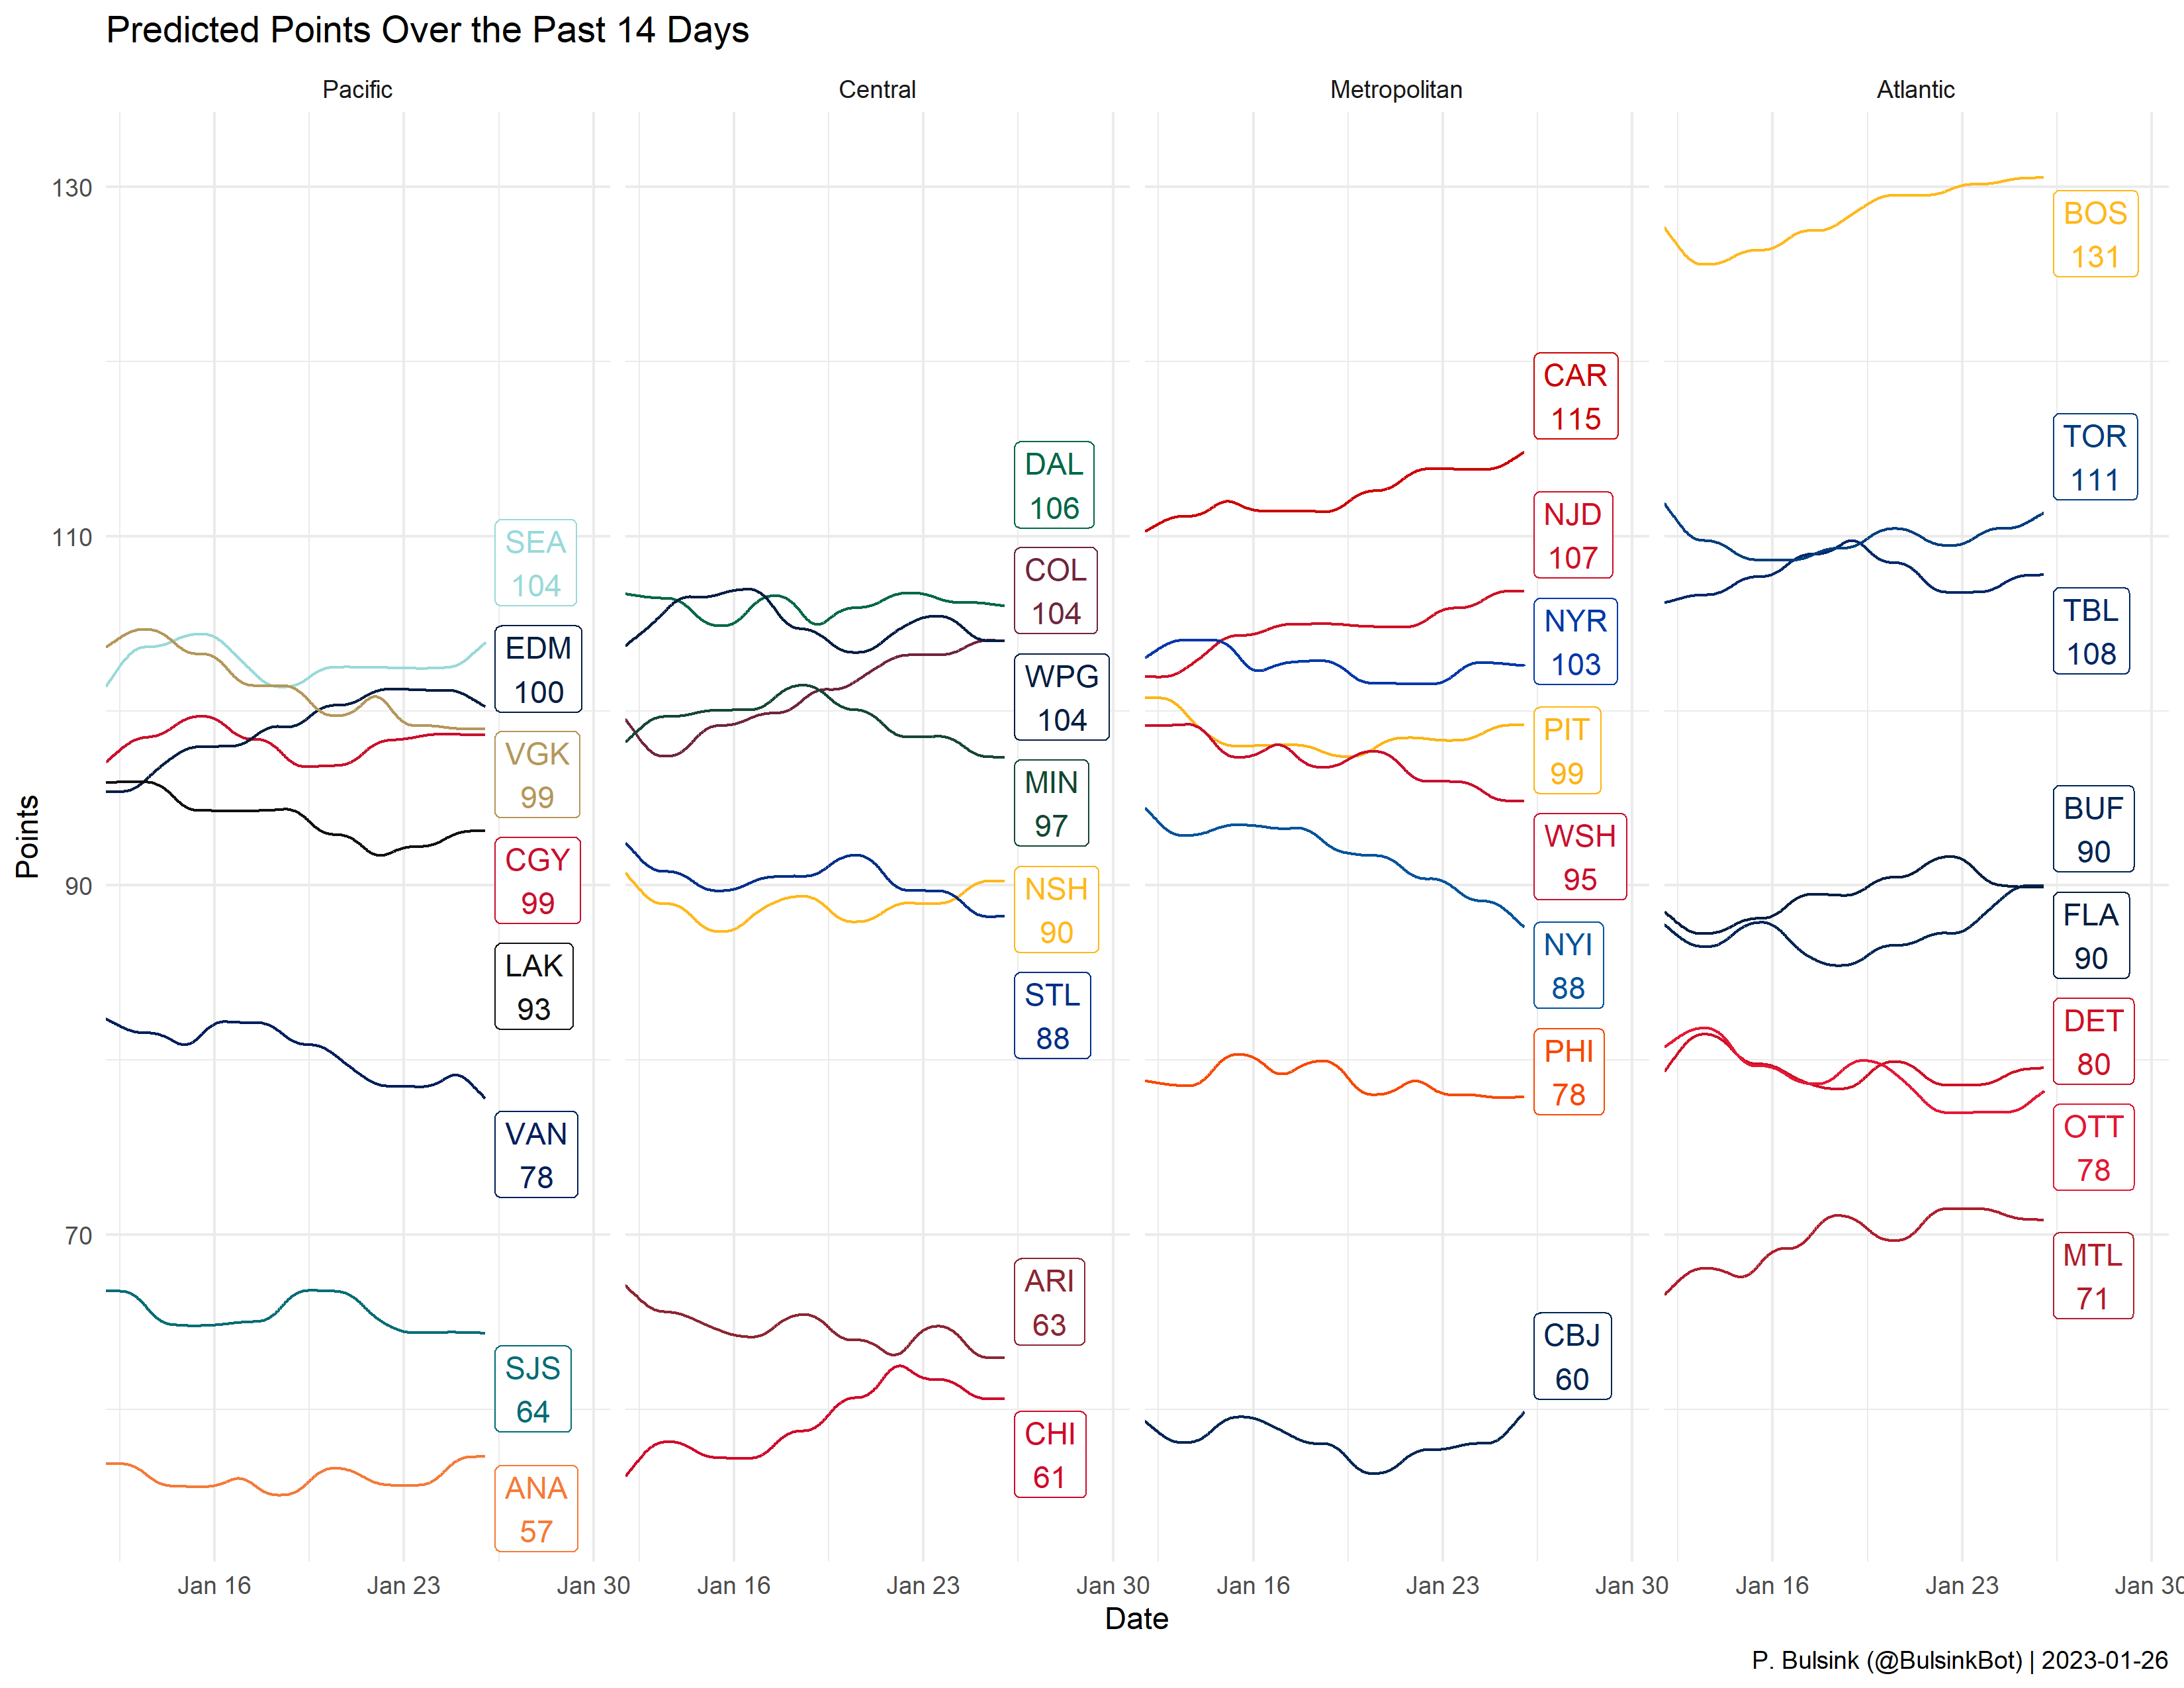 Predicted Points Over the Past 14 Days
Pacific
Central
Metropolitan
Atlantic
Points
130
110
90
70
SEA
104
EDM
100
VGK
99
CGY
99
LAK
93
VAN
78
SJS
64
ANA
57
DAL
106
COL
104
WPG
104
MIN
97
NSH
90
STL
88
ARI
63
CHI
61
CAR
115
NJD
107
NYR
103
PIT
99
WSH
95
NYI
88
PHI
78
CBJ
60
BOS
131
TOR
111
TBL
108
BUF
90
FLA
90
DET
80
OTT
78
MTL
71
Jan 16
Jan 23
Jan 30
Jan 16
Jan 23
Jan 30
Jan 16
Jan 23
Jan 30
Jan 16
Jan 23
Jan 30
Date
P. Bulsink (@BulsinkBot) | 2023-01-26